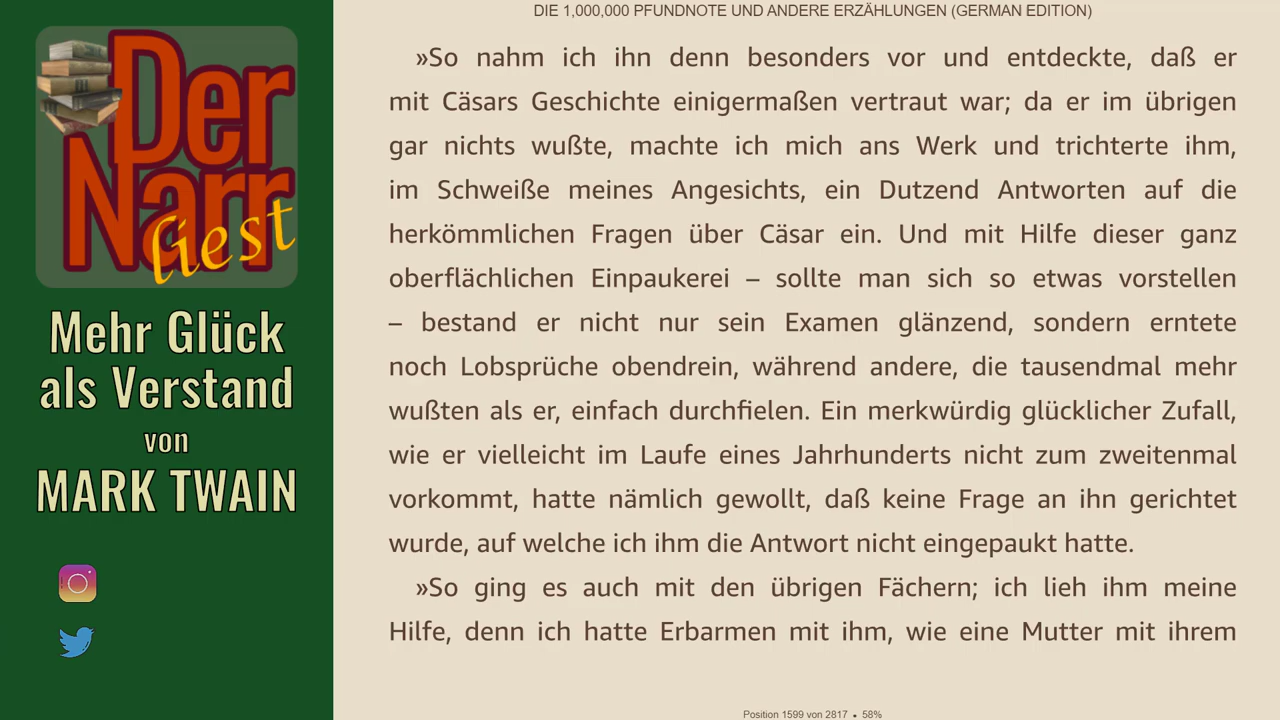 Der
Narr
liest
Mehr Glück
als Verstand
von
MARK TWAIN
DIE 1,000,000 PFUNDNOTE UND ANDERE ERZÄHLUNGEN (GERMAN EDITION)
»So nahm ich ihn denn besonders vor und entdeckte, daß er
mit Cäsars Geschichte einigermaßen vertraut war; da er im übrigen
gar nichts wußte, machte ich mich ans Werk und trichterte ihm,
im Schweiße meines Angesichts, ein Dutzend Antworten auf die
herkömmlichen Fragen über Cäsar ein. Und mit Hilfe dieser ganz
oberflächlichen Einpaukerei – sollte man sich so etwas vorstellen
– bestand er nicht nur sein Examen glänzend, sondern erntete
noch Lobsprüche obendrein, während andere, die tausendmal mehr
wußten als er, einfach durchfielen. Ein merkwürdig glücklicher Zufall,
wie er vielleicht im Laufe eines Jahrhunderts nicht zum zweitenmal
vorkommt, hatte nämlich gewollt, daß keine Frage an ihn gerichtet
wurde, auf welche ich ihm die Antwort nicht eingepaukt hatte.
»So ging es auch mit den übrigen Fächern; ich lieh ihm meine
Hilfe, denn ich hatte Erbarmen mit ihm, wie eine Mutter mit ihrem
Position 1599 von 2817 • 58%